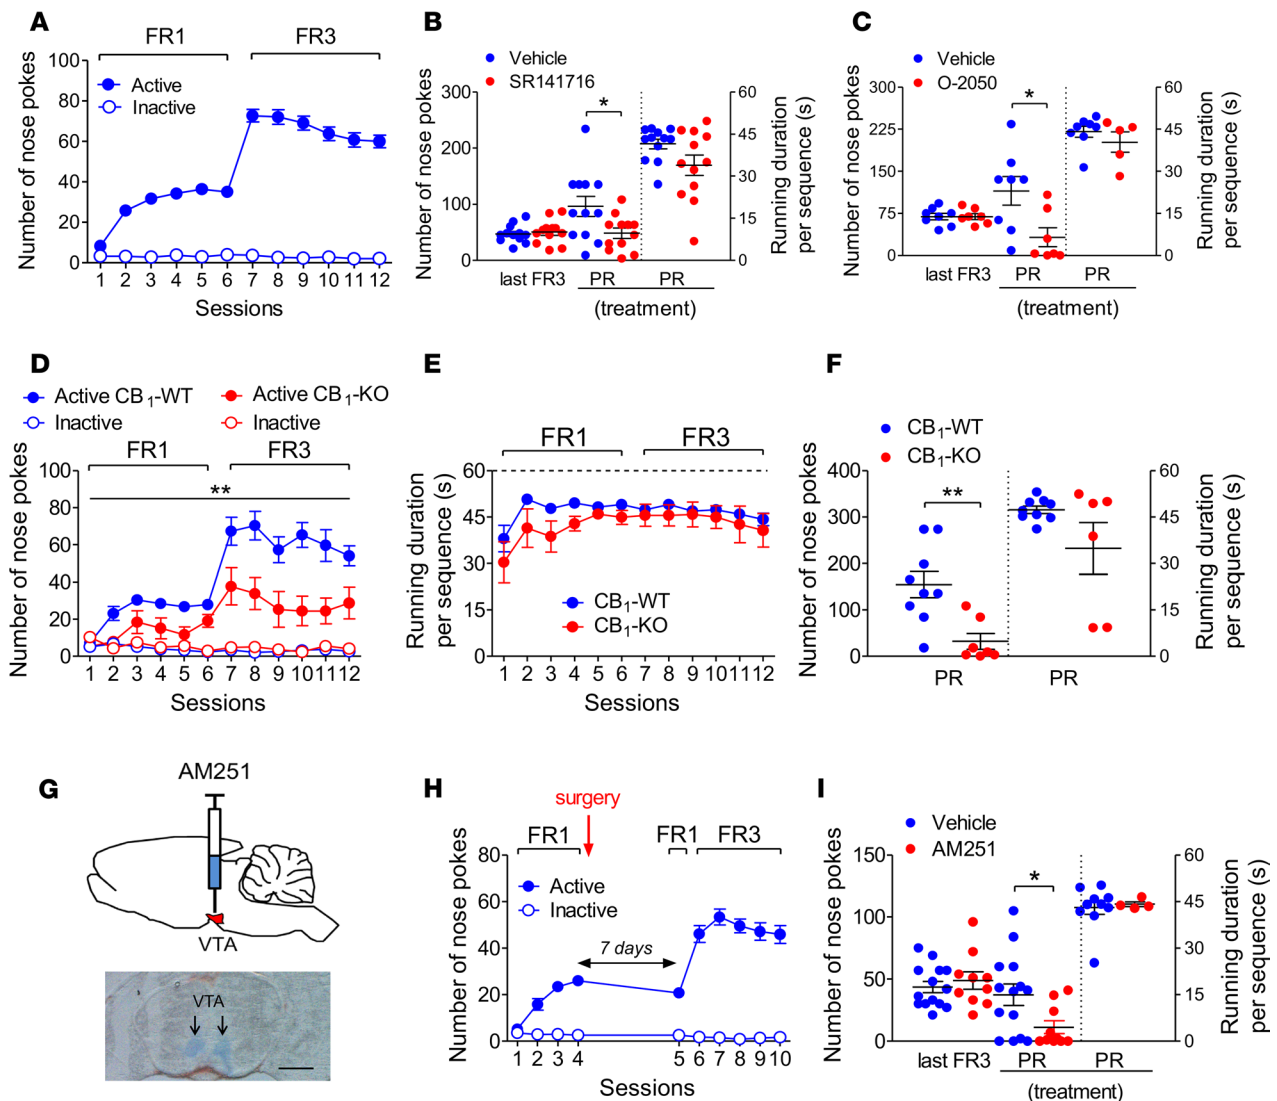 A
FR1 FR3
Number of nose pokes
100
80
60
40
20
0
Active
Inactive
1 2 3 4 5 6 7 8 9 10 11 12
Sessions
B
Vehicle
SR141716
Number of nose pokes
300
200
100
0
*
60
45
30
15
0
Running duration
per sequence (s)
last FR3 PR PR
(treatment)
C
Vehicle
O-2050
Number of nose pokes
300
225
150
75
0
*
60
45
30
15
0
Running duration
per sequence (s)
last FR3 PR PR
(treatment)
D
Active CB1-WT Active CB1-KO
Inactive Inactive
FR1 FR3
Number of nose pokes
100
80
60
40
20
0
**
1 2 3 4 5 6 7 8 9 10 11 12
Sessions
E
FR1 FR3
Running duration
per sequence (s)
60
45
30
15
0
CB1-WT
CB1-KO
1 2 3 4 5 6 7 8 9 10 11 12
Sessions
F
CB1-WT
CB1-KO
Number of nose pokes
400
300
200
100
0
**
60
45
30
15
0
Running duration
per sequence (s)
PR PR
G
AM251
VTA
VTA
H
surgery
FR1 FR1 FR3
Number of nose pokes
80
60
40
20
0
Active
Inactive
7 days
1 2 3 4 5 6 7 8 9 10
Sessions
I
Vehicle
AM251
Number of nose pokes
150
100
50
0
*
60
45
30
15
0
Running duration
per sequence (s)
last FR3 PR PR
(treatment)